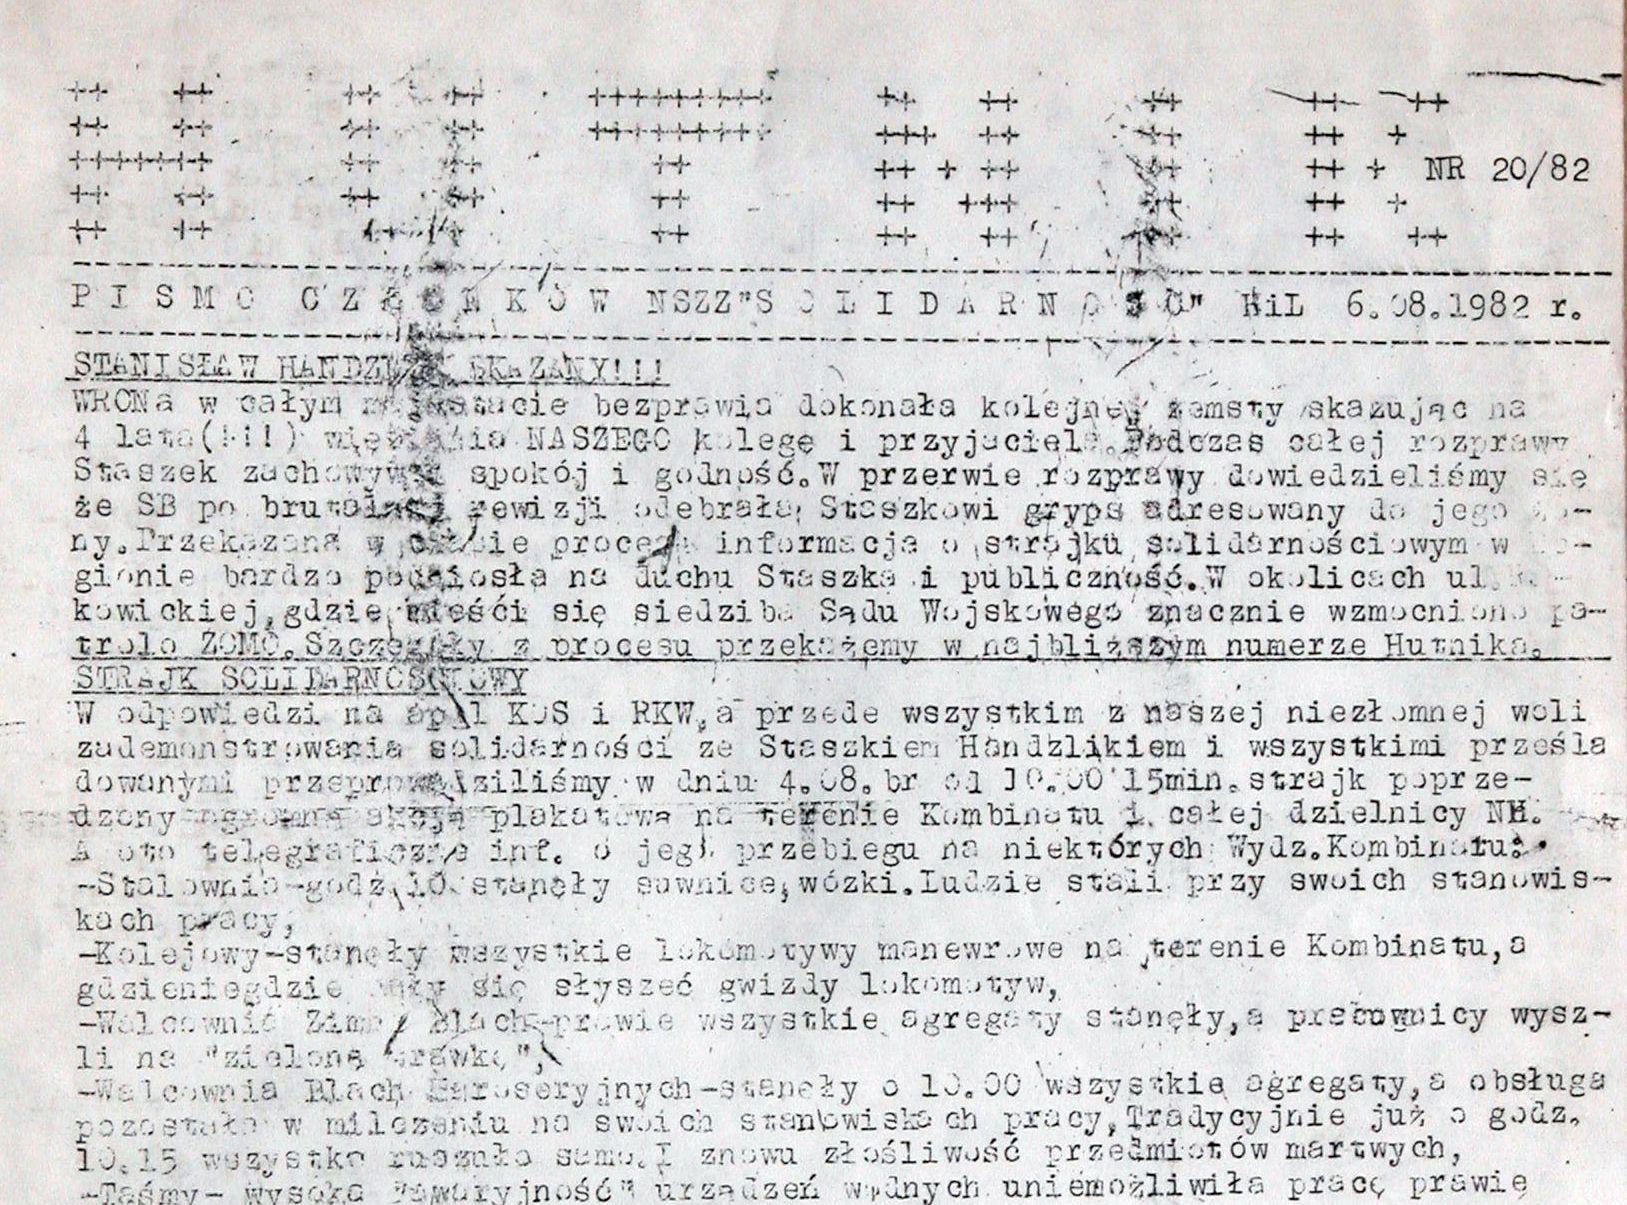 HUTNIK
NR 20/82
PISMO CZŁONKÓW NSZZ"SOLIDARNOŚĆ" HiL 6.08.1982 r.
STANISŁAW HANDZLIK SKAZANY!!!
WRONa w całym majestacie bezprawia dokonała kolejnej zemsty skazując na
4 lata(!!!) więzienia NASZEGO kolegę i przyjaciela.Podczas całej rozprawy
Staszek zachowywał spokój i godność.W przerwie rozprawy dowiedzieliśmy się
że SB po brutalnej rewizji odebrała Staszkowi gryps adresowany do jego żo-
ny.Przekazana w czasie procesu informacja o strajku solidarnościowym w Re-
gionie bardzo podniosła na duchu Staszka i publiczność.W okolicach ul.
kowickiej,gdzie mieści się siedziba Sądu Wojskowego znacznie wzmocniono pa-
trole ZOMO.Szczegóły z procesu przekażemy w najbliższym numerze Hutnika.
STRAJK SOLIDARNOŚCIOWY
W odpowiedzi na apel KOS i RKW,a przede wszystkim z naszej niezłomnej woli
zademonstrowania solidarności ze Staszkiem Handzlikiem i wszystkimi prześla
dowanymi przeprowadziliśmy w dniu 4.08.br od 10.00 15min.strajk poprze-
dzony ogromną akcją plakatową na terenie Kombinatu i całej dzielnicy NH.
A oto telegraficzne inf. o jego przebiegu na niektórych Wydz.Kombinatu:
-Stalownia-godz.10 stanęły suwnice,wózki.Ludzie stali przy swoich stanowis-
kach pracy,
-Kolejowy-stanęły wszystkie lokomotywy manewrowe na terenie Kombinatu,a
gdzieniegdzie dały się słyszeć gwizdy lokomotyw,
-Walcownia Zimna Blach-prawie wszystkie agregaty stanęły,a pracownicy wysz-
li na "zieloną trawkę",
-Walcownia Blach Karoseryjnych-stanęły o 10.00 wszystkie agregaty,a obsługa
pozostała w milczeniu na swoich stanowiskach pracy,Tradycyjnie już o godz.
10.15 wszystko ruszyło samo.I znowu złośliwość przedmiotów martwych,
-Taśmy- wysoka "awaryjność" urządzeń wodnych uniemożliwiła pracę prawie